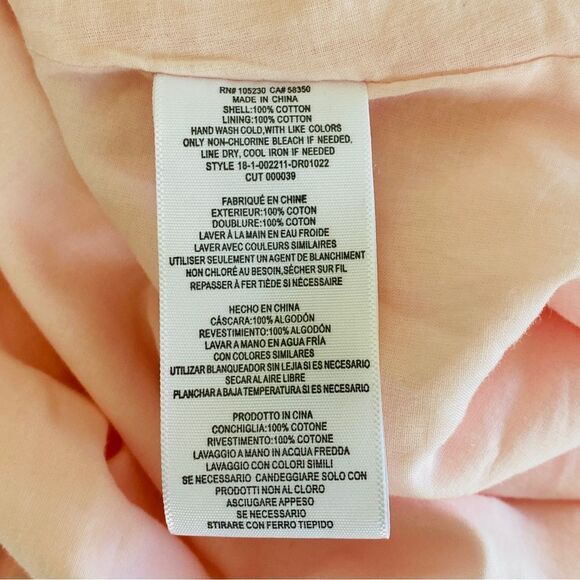 RN# 105230 CA# 58350
MADE IN CHINA
SHELL:100% COTTON
LINING:100% COTTON
HAND WASH COLD,WITH LIKE COLORS
ONLY NON-CHLORINE BLEACH IF NEEDED,
LINE DRY, COOL IRON IF NEEDED
STYLE 18-1-002211-DR01022
CUT 000039
FABRIQUÉ EN CHINE
EXTERIEUR:100% COTON
DOUBLURE:100% COTON
LAVER À LA MAIN EN EAU FROIDE
LAVER AVEC COULEURS SIMILAIRES
UTILISER SEULEMENT UN AGENT DE BLANCHIMENT
NON CHLORÉ AU BESOIN,SÉCHER SUR FIL
REPASSER À FER TIÈDE SI NÉCESSAIRE
HECHO EN CHINA
CÁSCARA:100% ALGODÓN
REVESTIMIENTO:100% ALGODÓN
LAVAR A MANO EN AGUA FRÍA
CON COLORES SIMILARES
UTILIZAR BLANQUEADOR SIN LEJIA SI ES NECESARIO
SECAR AL AIRE LIBRE
PLANCHAR A BAJA TEMPERATURA SI ES NECESARIO
PRODOTTO IN CINA
CONCHIGLIA:100% COTONE
RIVESTIMENTO:100% COTONE
LAVAGGIO A MANO IN ACQUA FREDDA
LAVAGGIO CON COLORI SIMILI
SE NECESSARIO CANDEGGIARE SOLO CON
PRODOTTI NON AL CLORO
ASCIUGARE APPESO
SE NECESSARIO
STIRARE CON FERRO TIEPIDO